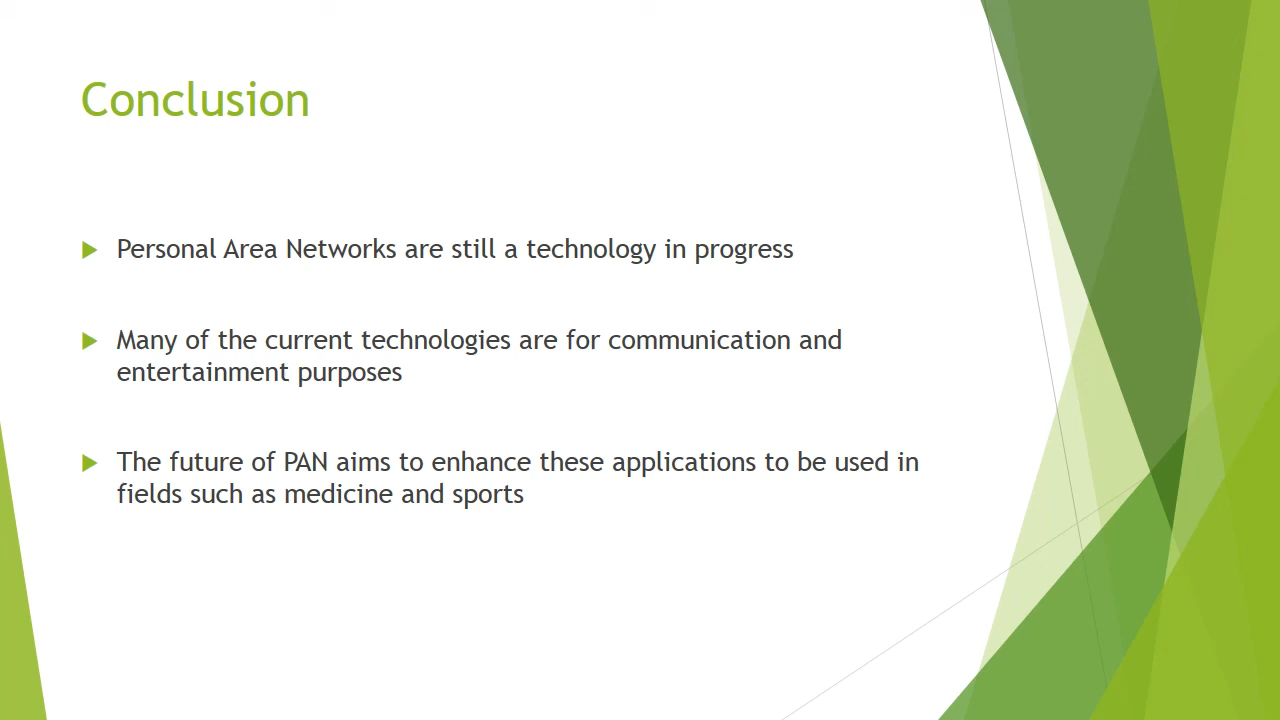 Conclusion
Personal Area Networks are still a technology in progress
Many of the current technologies are for communication and
entertainment purposes
The future of PAN aims to enhance these applications to be used in
fields such as medicine and sports